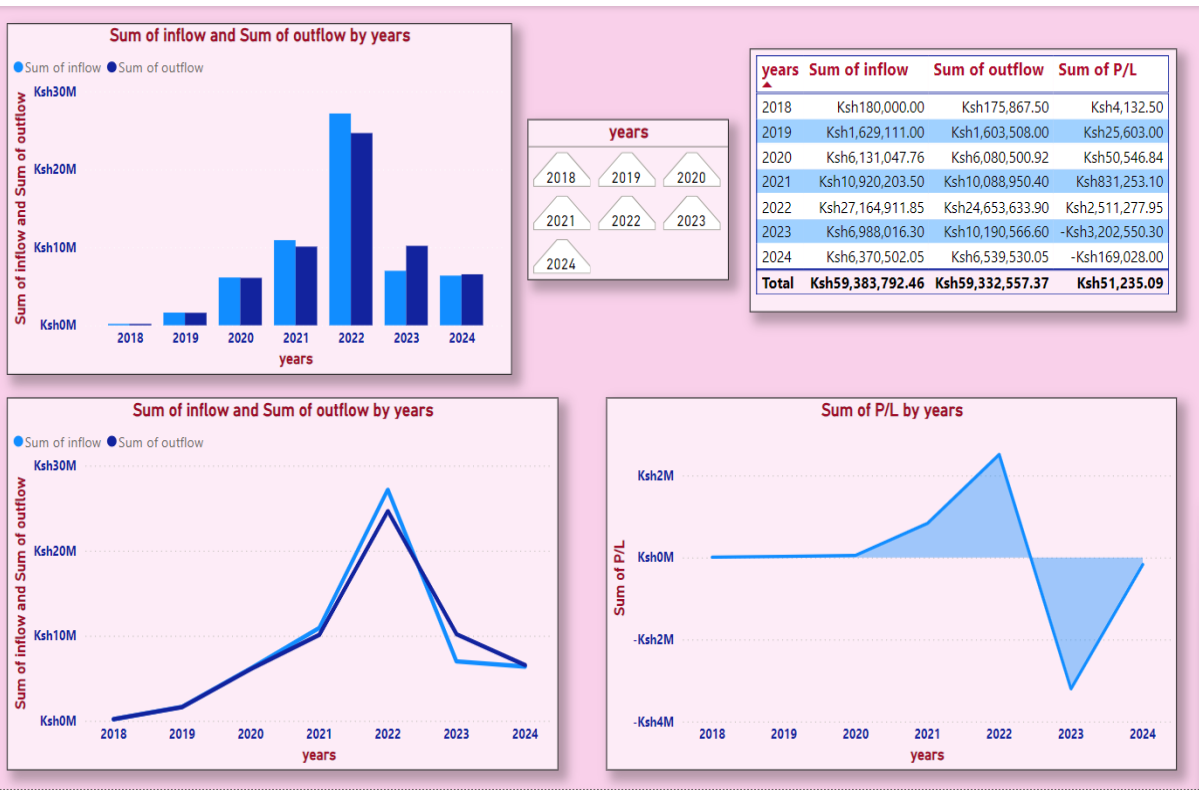 Sum of inflow and Sum of outflow by years
Sum of inflow Sum of outflow
Sum of inflow and Sum of outflow
Ksh30M
Ksh20M
Ksh10M
Ksh0M
2018 2019 2020 2021 2022 2023 2024
years
years
2018 2019 2020
2021 2022 2023
2024
years Sum of inflow Sum of outflow Sum of P/L
2018 Ksh180,000.00 Ksh175,867.50 Ksh4,132.50
2019 Ksh1,629,111.00 Ksh1,603,508.00 Ksh25,603.00
2020 Ksh6,131,047.76 Ksh6,080,500.92 Ksh50,546.84
2021 Ksh10,920,203.50 Ksh10,088,950.40 Ksh831,253.10
2022 Ksh27,164,911.85 Ksh24,653,633.90 Ksh2,511,277.95
2023 Ksh6,988,016.30 Ksh10,190,566.60 -Ksh3,202,550.30
2024 Ksh6,370,502.05 Ksh6,539,530.05 -Ksh169,028.00
Total Ksh59,383,792.46 Ksh59,332,557.37 Ksh51,235.09
Sum of inflow and Sum of outflow by years
Sum of inflow Sum of outflow
Sum of inflow and Sum of outflow
Ksh30M
Ksh20M
Ksh10M
Ksh0M
2018 2019 2020 2021 2022 2023 2024
years
Sum of P/L by years
Sum of P/L
Ksh2M
Ksh0M
-Ksh2M
-Ksh4M
2018 2019 2020 2021 2022 2023 2024
years